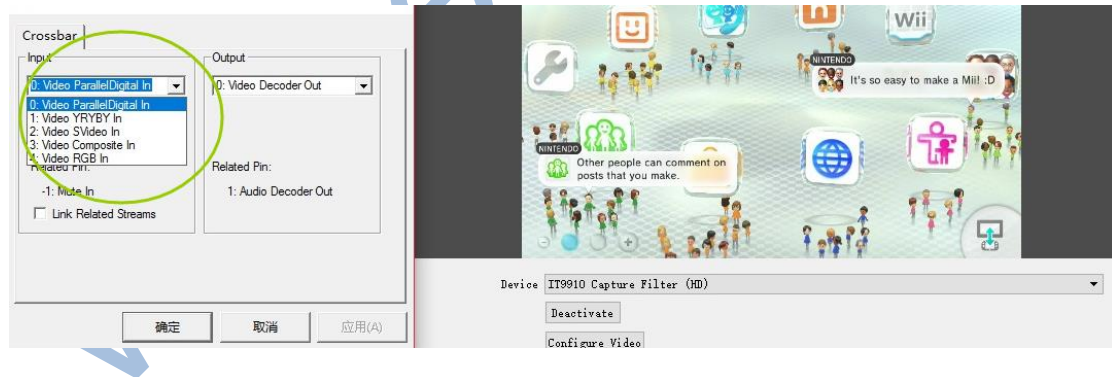 Crossbar
Input
0: Video ParallelDigital In
0: Video ParallelDigital In
1: Video YRYBY In
2: Video SVideo In
3: Video Composite In
4: Video RGB In
Related Pin:
-1: Mute In
Link Related Streams
Output
0: Video Decoder Out
Related Pin:
1: Audio Decoder Out
确定
取消
应用(A)
Wii
NINTENDO
It's so easy to make a Mii! :D
NINTENDO
Other people can comment on
posts that you make.
Device
IT9910 Capture Filter (HD)
Deactivate
Configure Video